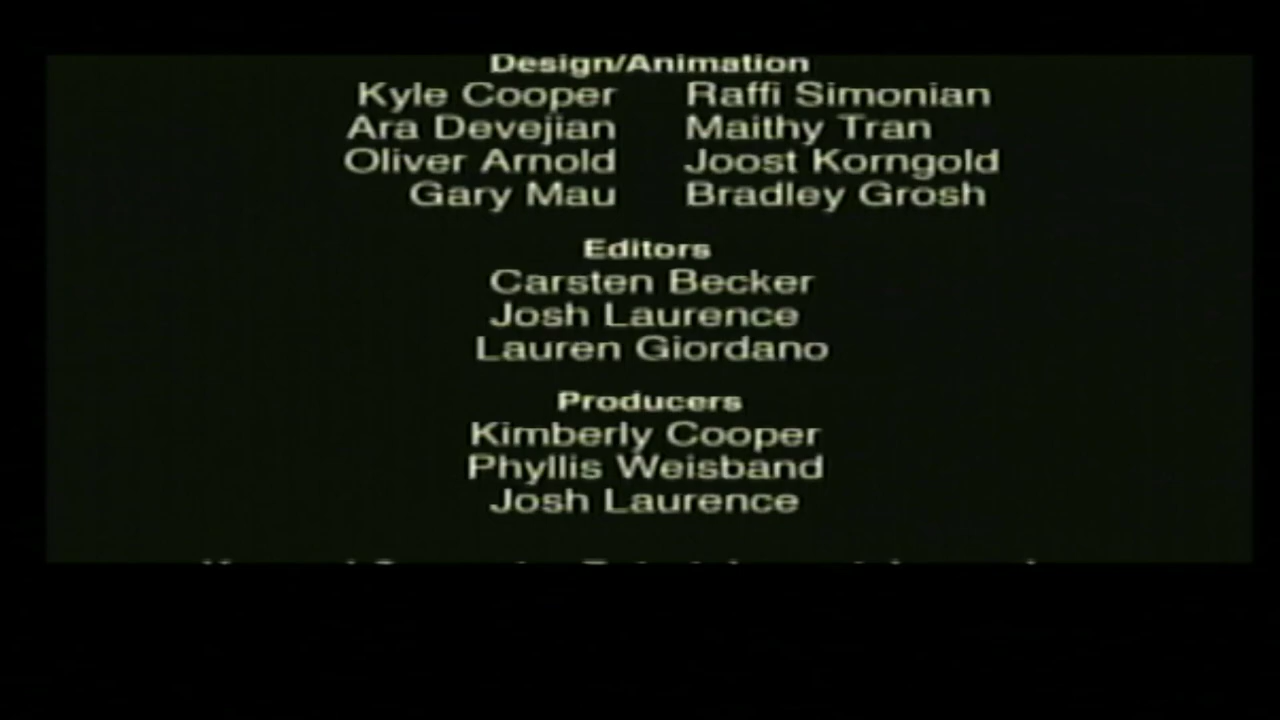 Design/Animation
Kyle Cooper Raffi Simonian
Ara Devejian Maithy Tran
Oliver Arnold Joost Korngold
Gary Mau Bradley Grosh
Editors
Carsten Becker
Josh Laurence
Lauren Giordano
Producers
Kimberly Cooper
Phyllis Weisband
Josh Laurence